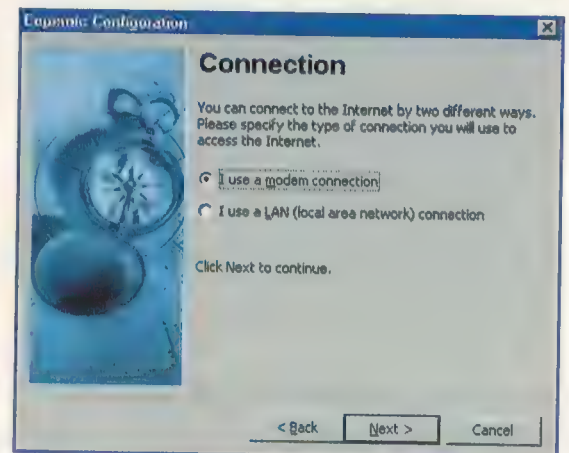 Copernic Configuration
Connection
You can connect to the Internet by two different ways.
Please specify the type of connection you will use to
access the Internet.
I use a modem connection
I use a LAN (local area network) connection
Click Next to continue.
< Back
Next >
Cancel